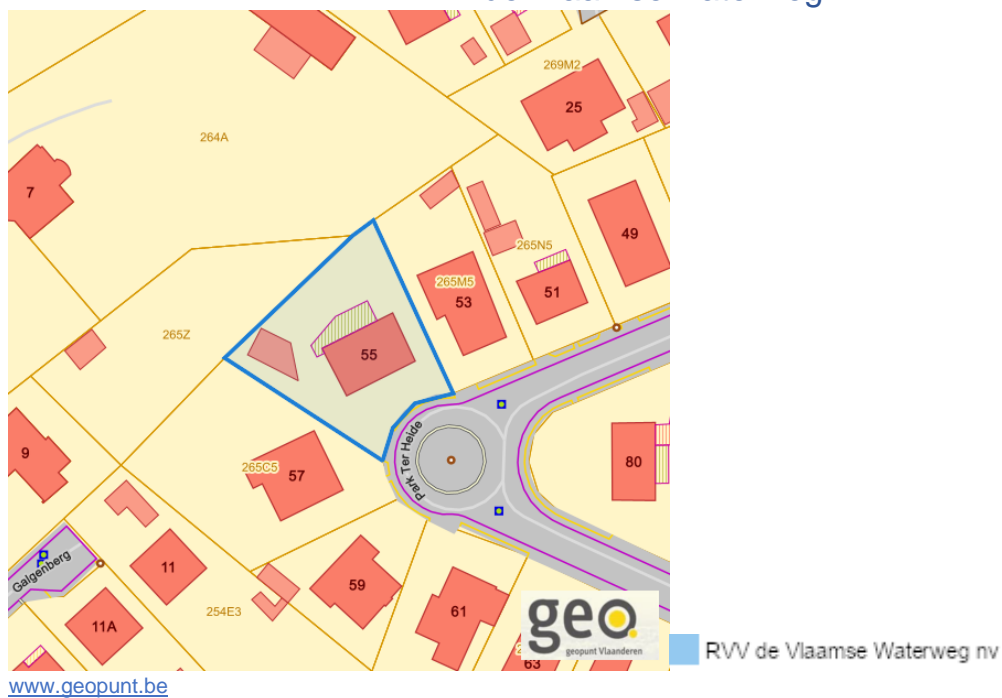 269M2
25
264A
7
49
265N5
265M5
53
51
265Z
55
Park Ter Heide
9
265C5
57
80
Galgenberg
11
59
254E3
61
11A
geo
geopunt Vlaanderen
63
RVV de Vlaamse Waterweg nv
www.geopunt.be